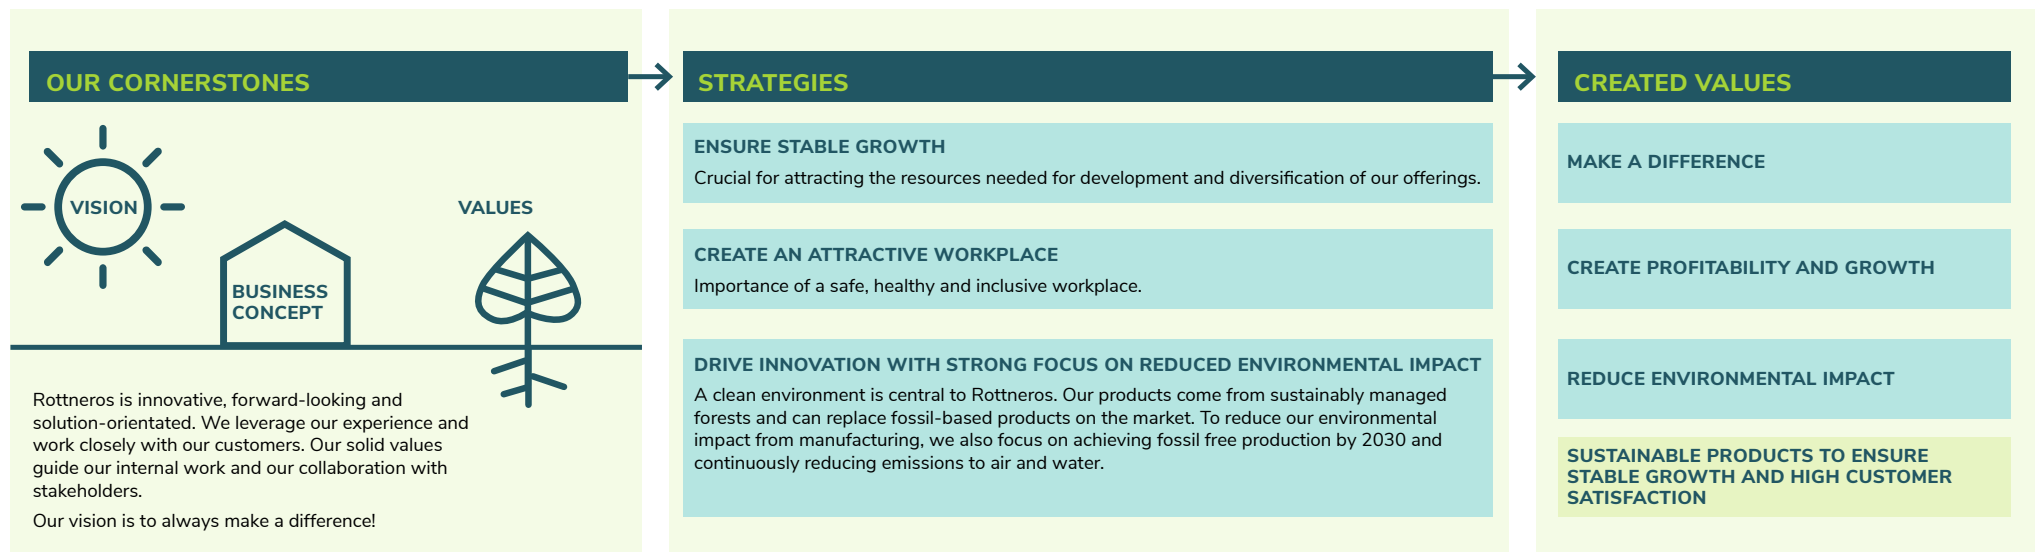 OUR CORNERSTONES
VISION
BUSINESS
CONCEPT
VALUES
Rottneros is innovative, forward-looking and
solution-orientated. We leverage our experience and
work closely with our customers. Our solid values
guide our internal work and our collaboration with
stakeholders.
Our vision is to always make a difference!
STRATEGIES
ENSURE STABLE GROWTH
Crucial for attracting the resources needed for development and diversification of our offerings.
CREATE AN ATTRACTIVE WORKPLACE
Importance of a safe, healthy and inclusive workplace.
DRIVE INNOVATION WITH STRONG FOCUS ON REDUCED ENVIRONMENTAL IMPACT
A clean environment is central to Rottneros. Our products come from sustainably managed
forests and can replace fossil-based products on the market. To reduce our environmental
impact from manufacturing, we also focus on achieving fossil free production by 2030 and
continuously reducing emissions to air and water.
CREATED VALUES
MAKE A DIFFERENCE
CREATE PROFITABILITY AND GROWTH
REDUCE ENVIRONMENTAL IMPACT
SUSTAINABLE PRODUCTS TO ENSURE
STABLE GROWTH AND HIGH CUSTOMER
SATISFACTION